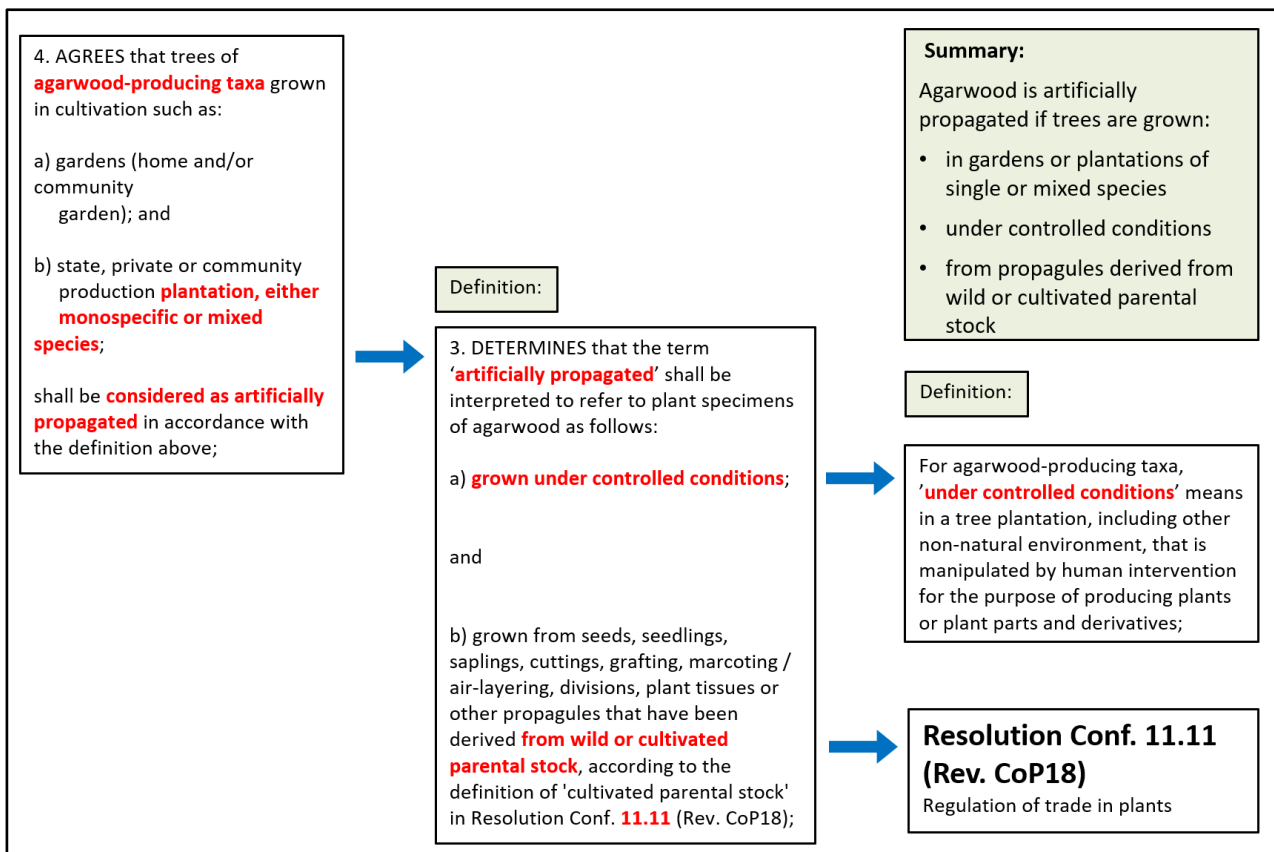 4. AGREES that trees of
agarwood-producing taxa grown
in cultivation such as:
a) gardens (home and/or
community
garden); and
b) state, private or community
production plantation, either
monospecific or mixed
species;
shall be considered as artificially
propagated in accordance with
the definition above;
Definition:
3. DETERMINES that the term
‘artificially propagated’ shall be
interpreted to refer to plant specimens
of agarwood as follows:
a) grown under controlled conditions;
and
b) grown from seeds, seedlings,
saplings, cuttings, grafting, marcoting /
air-layering, divisions, plant tissues or
other propagules that have been
derived from wild or cultivated
parental stock, according to the
definition of 'cultivated parental stock'
in Resolution Conf. 11.11 (Rev. CoP18);
Summary:
Agarwood is artificially
propagated if trees are grown:
• in gardens or plantations of
single or mixed species
• under controlled conditions
• from propagules derived from
wild or cultivated parental
stock
Definition:
For agarwood-producing taxa,
’under controlled conditions’ means
in a tree plantation, including other
non-natural environment, that is
manipulated by human intervention
for the purpose of producing plants
or plant parts and derivatives;
Resolution Conf. 11.11
(Rev. CoP18)
Regulation of trade in plants